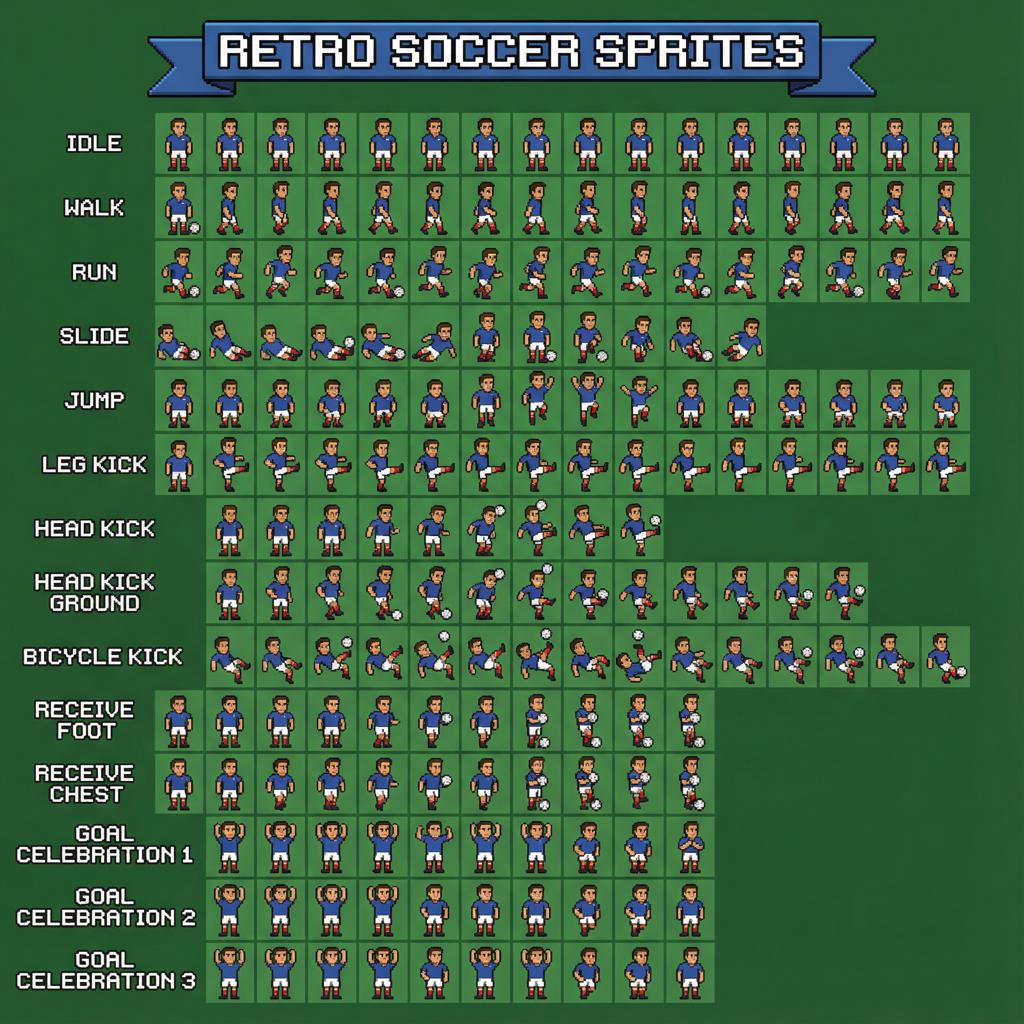 RETRO SOCCER SPRITES
IDLE
WALK
RUN
SLIDE
JUMP
LEG KICK
HEAD KICK
HEAD KICK
GROUND
BICYCLE KICK
RECEIVE
FOOT
RECEIVE
CHEST
GOAL
CELEBRATION 1
GOAL
CELEBRATION 2
GOAL
CELEBRATION 3